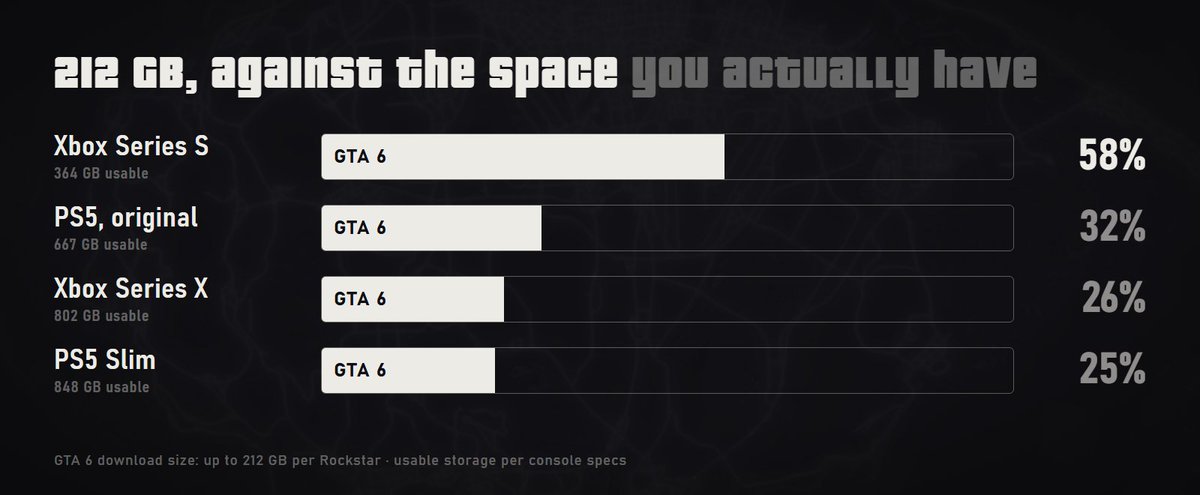 212 GB, against the space you actually have
Xbox Series S
364 GB usable
GTA 6
58%
PS5, original
667 GB usable
GTA 6
32%
Xbox Series X
802 GB usable
GTA 6
26%
PS5 Slim
848 GB usable
GTA 6
25%
GTA 6 download size: up to 212 GB per Rockstar · usable storage per console specs